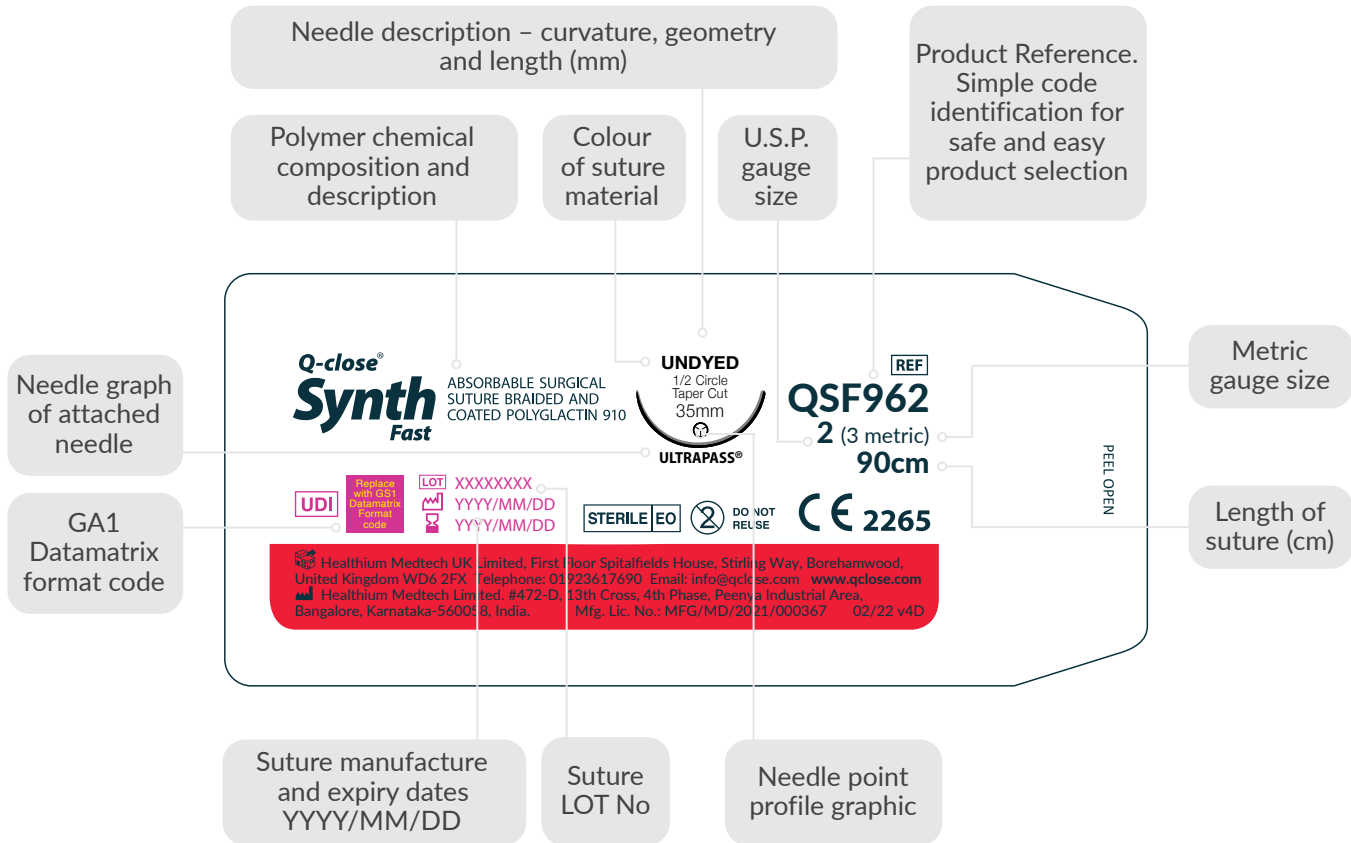 Needle description – curvature, geometry
and length (mm)
Product Reference.
Simple code
identification for
safe and easy
product selection
Polymer chemical
composition and
description
Colour
of suture
material
U.S.P.
gauge
size
Needle graph
of attached
needle
GA1
Datamatrix
format code
Metric
gauge size
Length of
suture (cm)
Q-close®
Synth
Fast
ABSORBABLE SURGICAL
SUTURE BRAIDED AND
COATED POLYGLACTIN 910
UNDYED
1/2 Circle
Taper Cut
35mm
ULTRAPASS®
REF
QSF962
2 (3 metric)
90cm
PEEL OPEN
UDI
Replace
with GS1
Datamatrix
Format
code
LOT XXXXXXXX
YYYY/MM/DD
YYYY/MM/DD
STERILE EO
2
DO NOT
REUSE
CE 2265
Healthium Medtech UK Limited, First Floor Spitalfields House, Stirling Way, Borehamwood,
United Kingdom WD6 2FX Telephone: 01923617690 Email: info@qclose.com www.qclose.com
Healthium Medtech Limited. #472-D, 13th Cross, 4th Phase, Peenya Industrial Area,
Bangalore, Karnataka-560058, India. Mfg. Lic. No.: MFG/MD/2021/000367 02/22 v4D
Suture manufacture
and expiry dates
YYYY/MM/DD
Suture
LOT No
Needle point
profile graphic